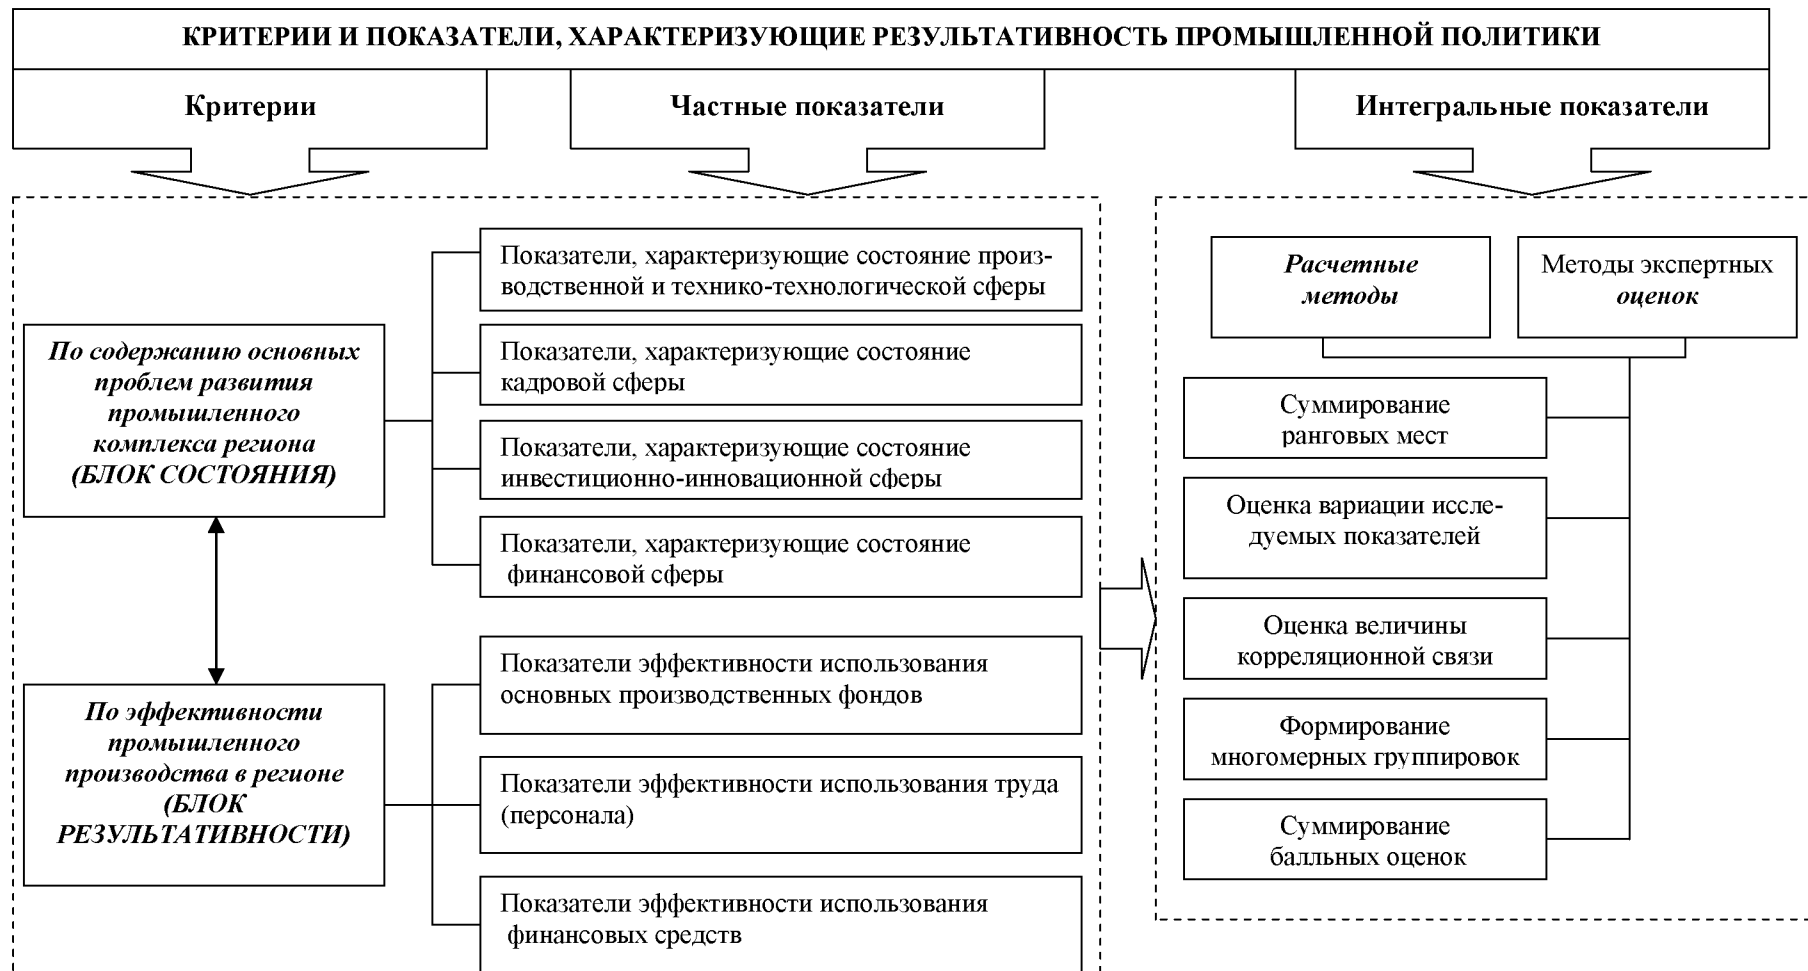 КРИТЕРИИ И ПОКАЗАТЕЛИ, ХАРАКТЕРИЗУЮЩИЕ РЕЗУЛЬТАТИВНОСТЬ ПРОМЫШЛЕННОЙ ПОЛИТИКИ
Критерии
Частные показатели
Интегральные показатели
По содержанию основных
проблем развития
промышленного
комплекса региона
(БЛОК СОСТОЯНИЯ)
Показатели, характеризующие состояние произ-
водственной и технико-технологической сферы
Показатели, характеризующие состояние
кадровой сферы
Показатели, характеризующие состояние
инвестиционно-инновационной сферы
Показатели, характеризующие состояние
финансовой сферы
По эффективности
промышленного
производства в регионе
(БЛОК
РЕЗУЛЬТАТИВНОСТИ)
Показатели эффективности использования
основных производственных фондов
Показатели эффективности использования труда
(персонала)
Показатели эффективности использования
финансовых средств
Расчетные
методы
Методы экспертных
оценок
Суммирование
ранговых мест
Оценка вариации иссле-
дуемых показателей
Оценка величины
корреляционной связи
Формирование
многомерных группировок
Суммирование
балльных оценок